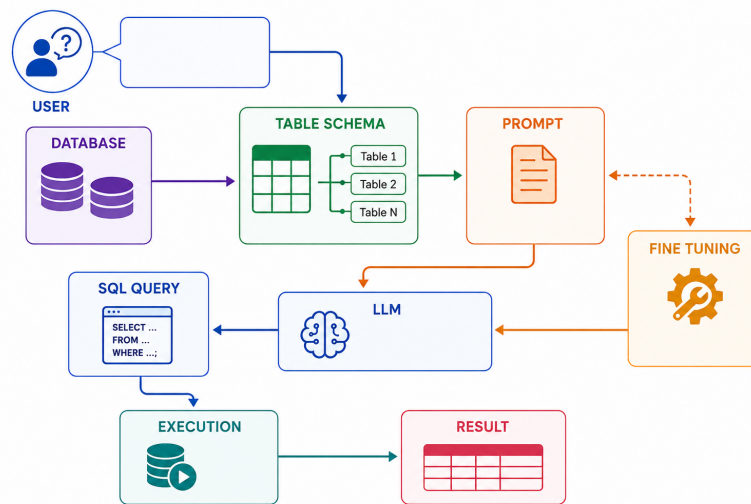 USER
DATABASE
TABLE SCHEMA
Table 1
Table 2
Table N
PROMPT
FINE TUNING
SQL QUERY
SELECT ...
FROM ...
WHERE ...;
LLM
EXECUTION
RESULT